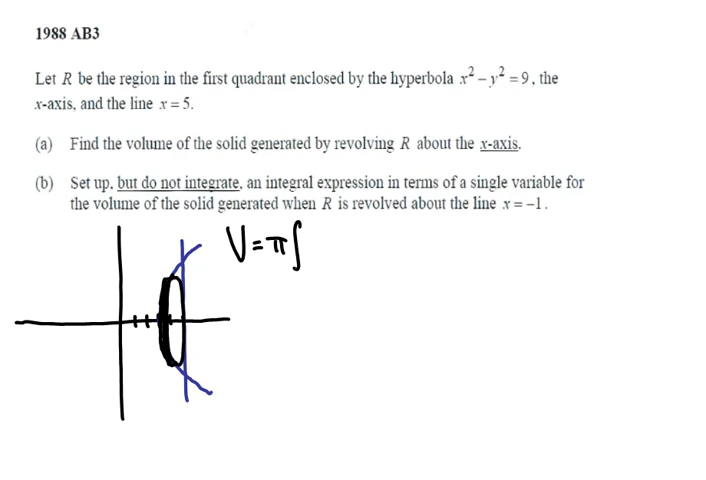 1988 AB3
Let R be the region in the first quadrant enclosed by the hyperbola x² − y² = 9, the
x-axis, and the line x = 5.
(a) Find the volume of the solid generated by revolving R about the x-axis.
(b) Set up, but do not integrate, an integral expression in terms of a single variable for
the volume of the solid generated when R is revolved about the line x = −1.
V=π∫